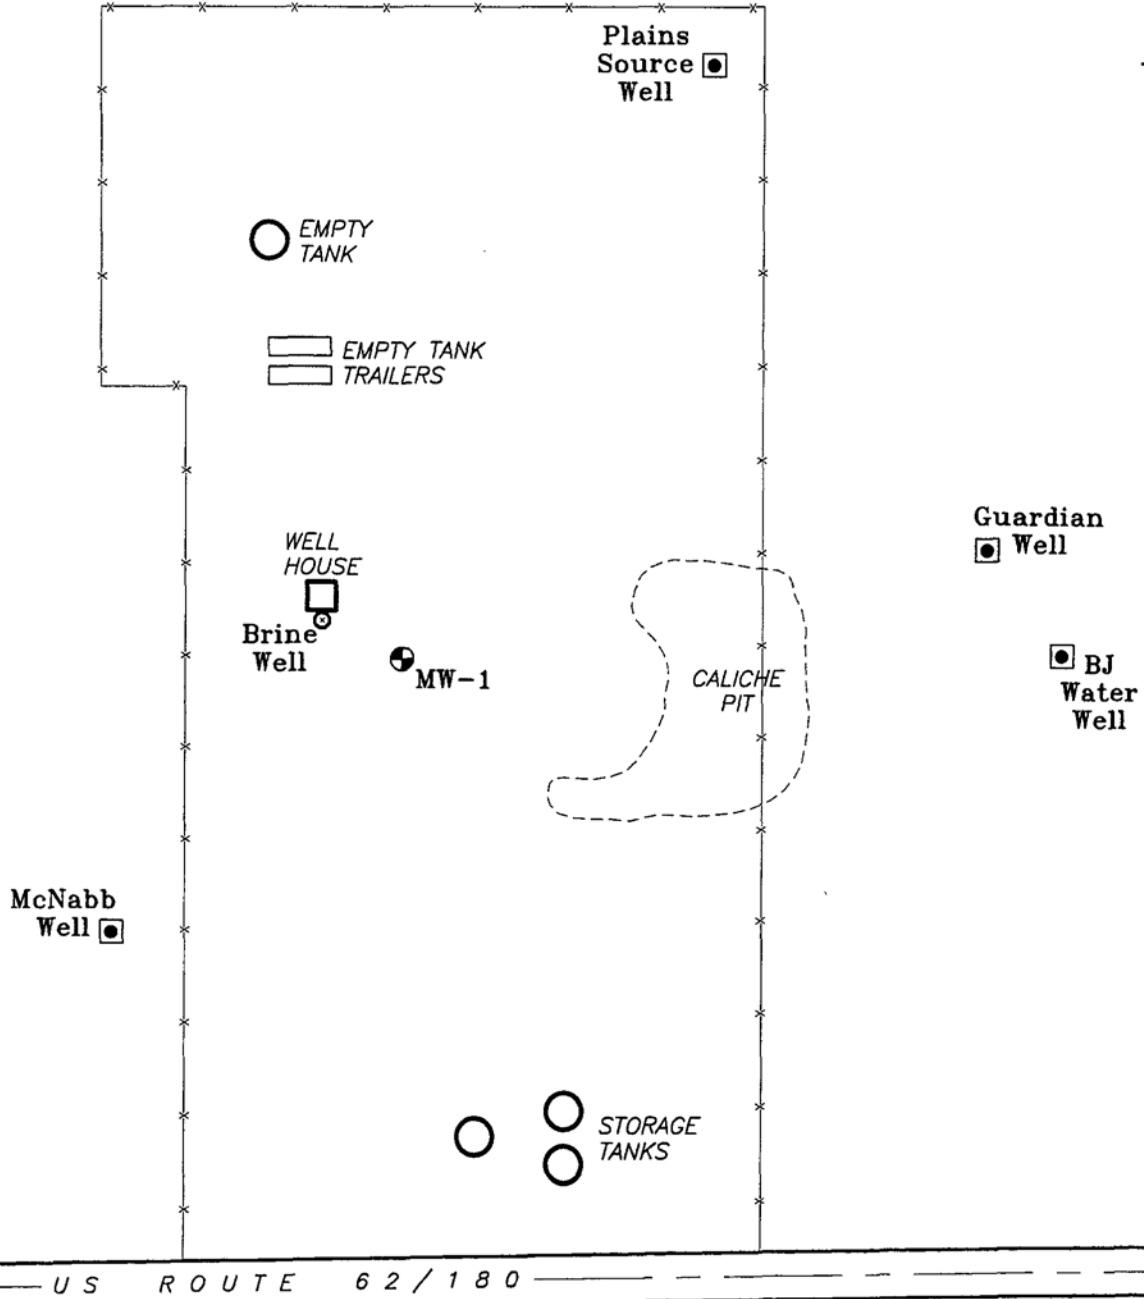 Plains
Source
Well
EMPTY
TANK
EMPTY TANK
TRAILERS
Guardian
Well
WELL
HOUSE
Brine
Well
MW-1
CALICHE
PIT
BJ
Water
Well
McNabb
Well
STORAGE
TANKS
US ROUTE 62/180